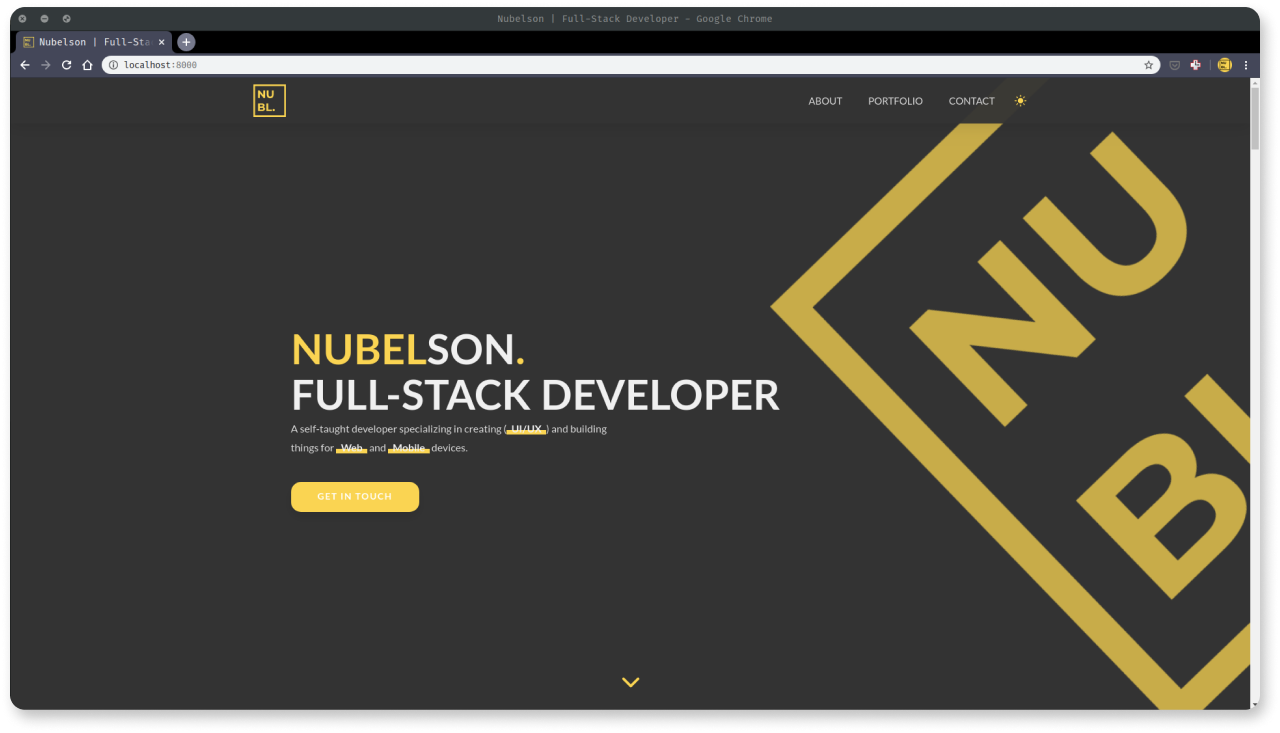 Nubelson | Full-Stack Developer - Google Chrome
Nubelson | Full-Sta
localhost:8000
NU
BL.
ABOUT
PORTFOLIO
CONTACT
NU
NUBELSON.
FULL-STACK DEVELOPER
A self-taught developer specializing in creating ( UI/UX ) and building
things for Web and Mobile devices.
GET IN TOUCH